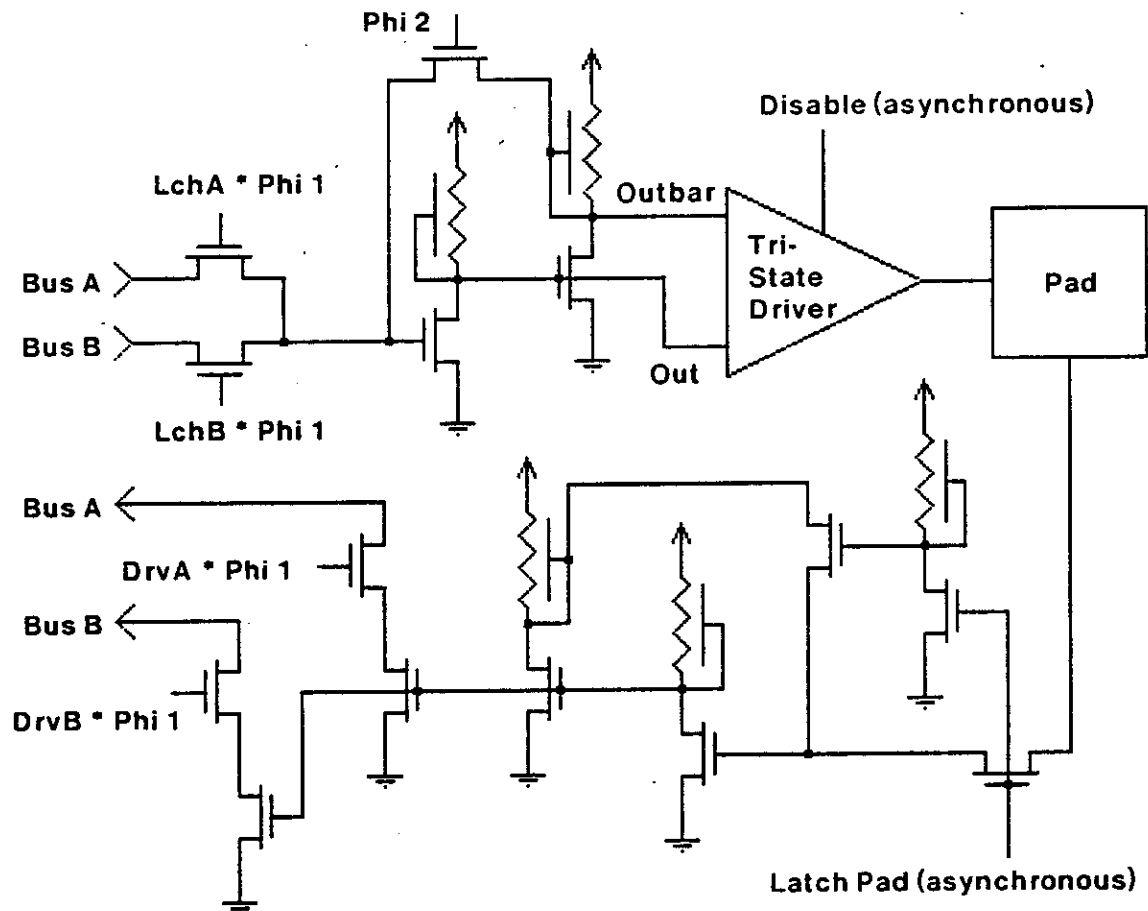 Phi 2
Disable (asynchronous)
LchA * Phi 1
Outbar
Bus A
Tri-
State
Driver
Pad
Bus B
Out
LchB * Phi 1
Bus A
DrvA * Phi 1
Bus B
DrvB * Phi 1
Latch Pad (asynchronous)